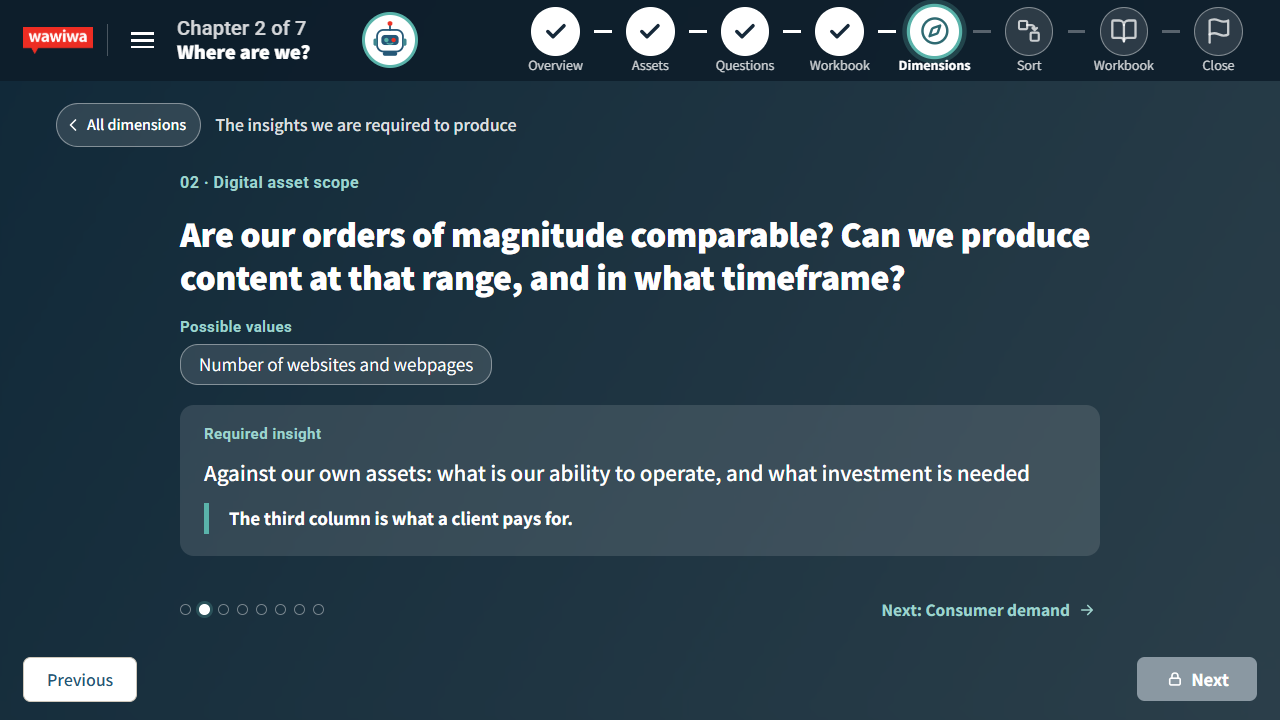 wawiwa
Chapter 2 of 7
Where are we?
Overview
Assets
Questions
Workbook
Dimensions
Sort
Workbook
Close
All dimensions
The insights we are required to produce
02 · Digital asset scope
Are our orders of magnitude comparable? Can we produce
content at that range, and in what timeframe?
Possible values
Number of websites and webpages
Required insight
Against our own assets: what is our ability to operate, and what investment is needed
The third column is what a client pays for.
Next: Consumer demand
Previous
Next